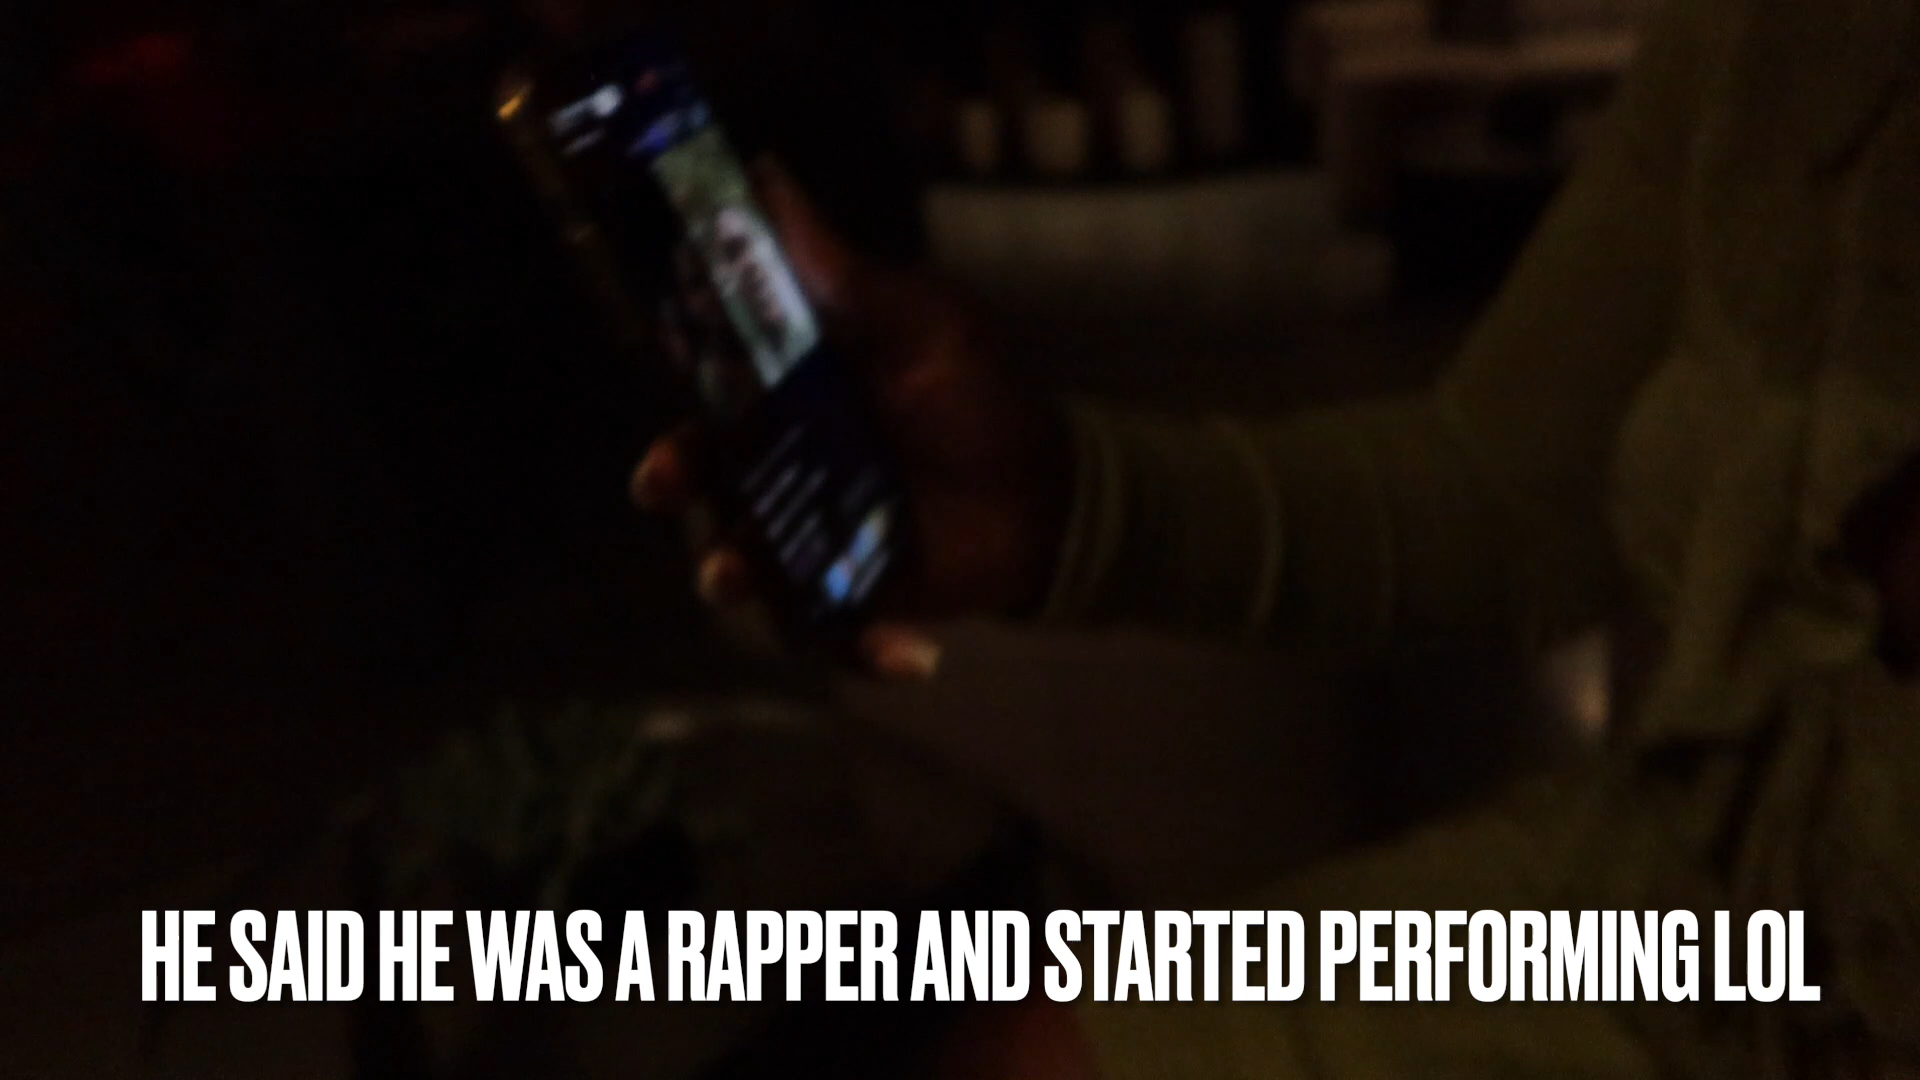 HE SAID HE WAS A RAPPER AND STARTED PERFORMING LOL